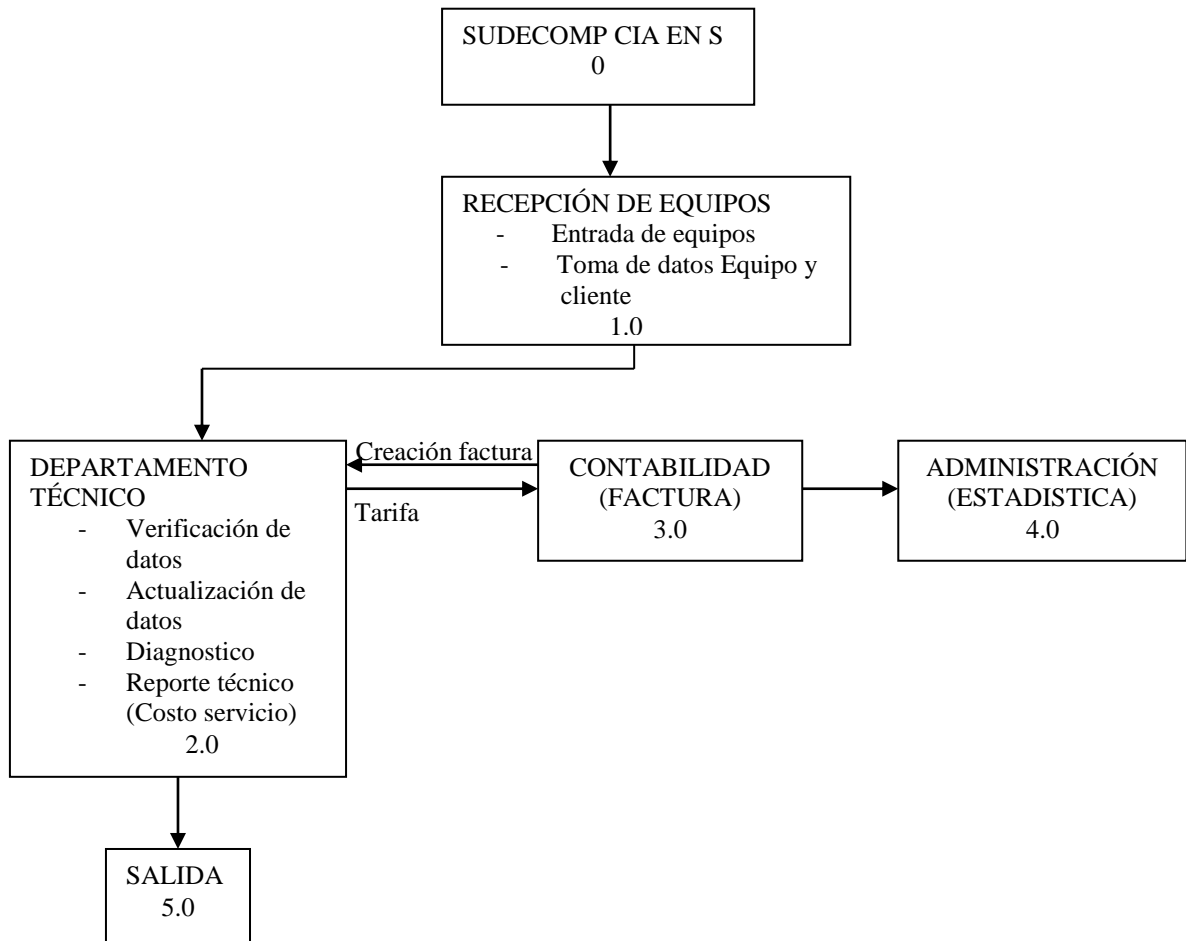 SUDECOMP CIA EN S
0
RECEPCIÓN DE EQUIPOS
- Entrada de equipos
- Toma de datos Equipo y
cliente
1.0
DEPARTAMENTO
TÉCNICO
- Verificación de
datos
- Actualización de
datos
- Diagnostico
- Reporte técnico
(Costo servicio)
2.0
Creación factura
Tarifa
CONTABILIDAD
(FACTURA)
3.0
ADMINISTRACIÓN
(ESTADISTICA)
4.0
SALIDA
5.0